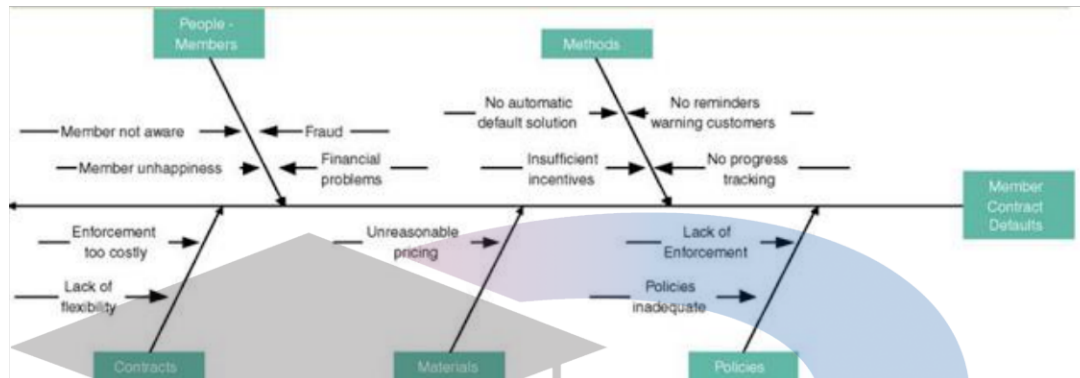 People -
Members
Methods
No automatic
default solution
No reminders
warning customers
Member not aware
Fraud
Member unhappiness
Financial
problems
Insufficient
incentives
No progress
tracking
Member
Contract
Defaults
Enforcement
too costly
Unreasonable
pricing
Lack of
Enforcement
Lack of
flexibility
Policies
inadequate
Contracts
Materials
Policies